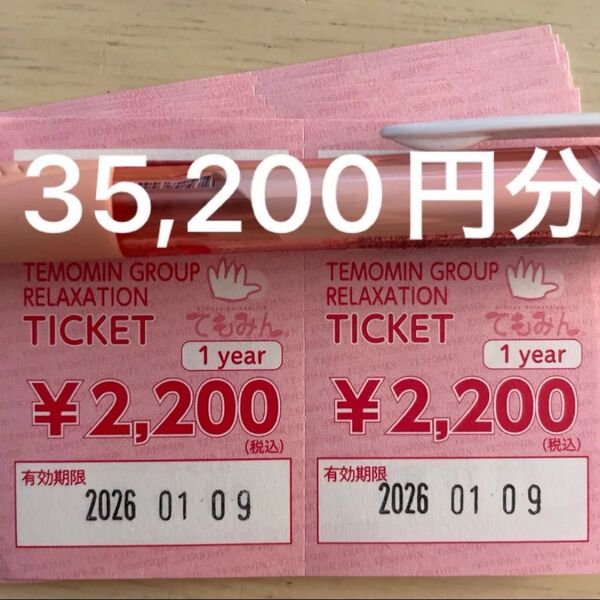 35,200円分
TEMOMIN GROUP
RELAXATION
TICKET
てもみん
1 year
¥2,200
(税込)
有効期限
2026 01 09
TEMOMIN GROUP
RELAXATION
TICKET
てもみん
1 year
¥2,200
(税込)
有効期限
2026 01 09